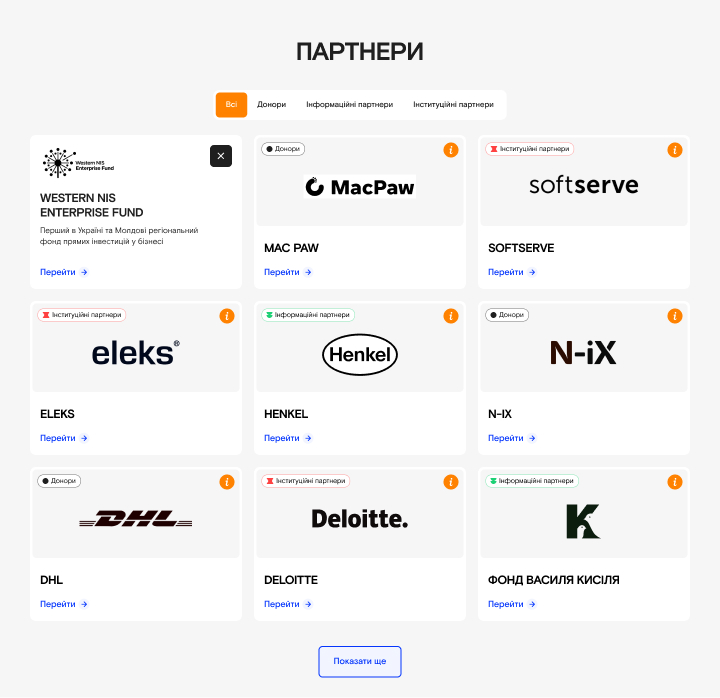 ПАРТНЕРИ
Всі
Донори
Інформаційні партнери
Інституційні партнери
Western NIS
Enterprise Fund
WESTERN NIS
ENTERPRISE FUND
Перший в Україні та Молдові регіональний
фонд прямих інвестицій у бізнесі
Перейти →
Донори
i
MacPaw
MAC PAW
Перейти →
Інституційні партнери
i
softserve
SOFTSERVE
Перейти →
Інституційні партнери
i
eleks®
ELEKS
Перейти →
Інформаційні партнери
i
Henkel
HENKEL
Перейти →
Донори
i
N-iX
N-IX
Перейти →
Донори
i
DHL
DHL
Перейти →
Інституційні партнери
i
Deloitte.
DELOITTE
Перейти →
Інформаційні партнери
i
K
ФОНД ВАСИЛЯ КИСІЛЯ
Перейти →
Показати ще